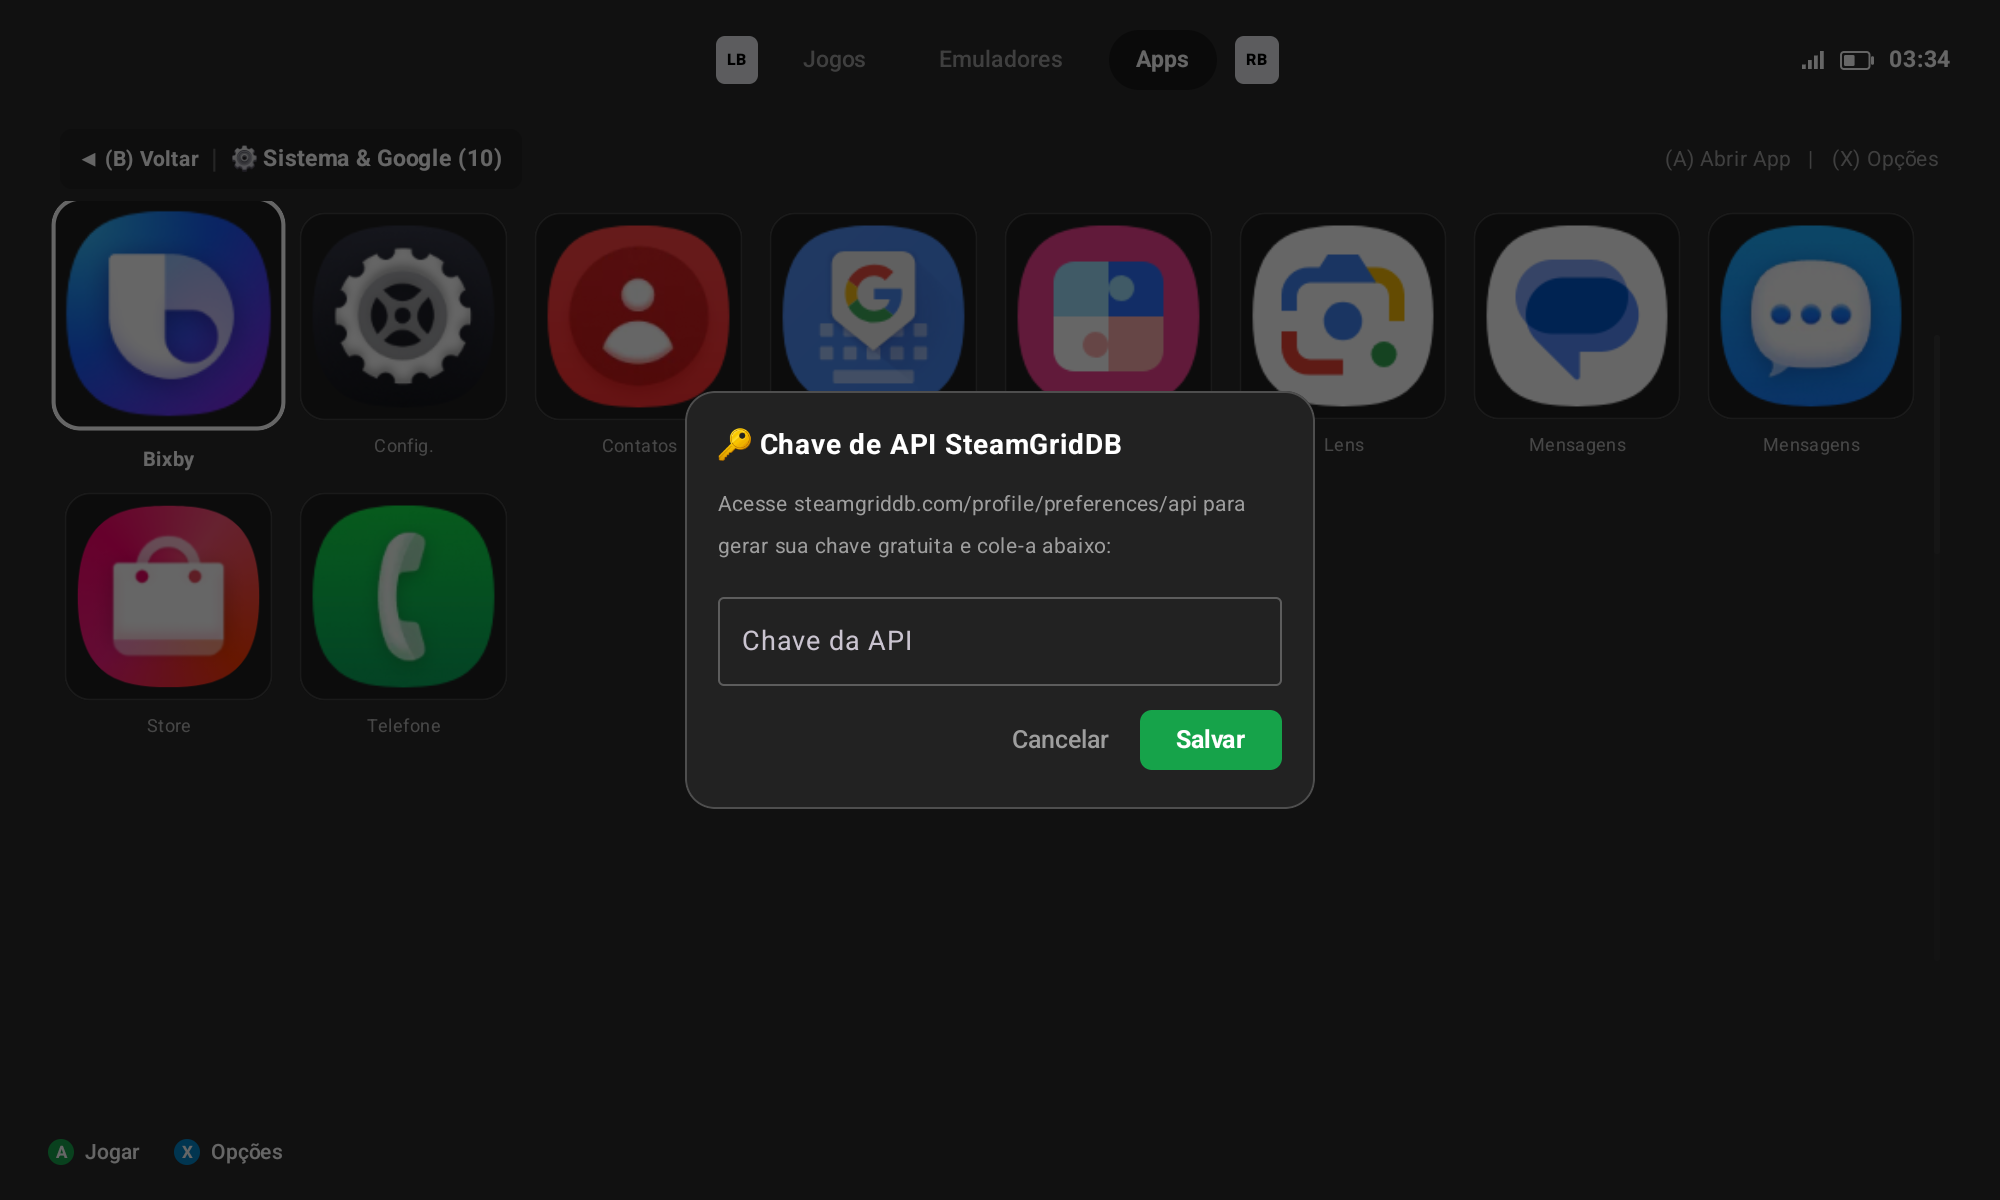 LB Jogos Emuladores Apps RB 03:34
◄ (B) Voltar | Sistema & Google (10) (A) Abrir App | (X) Opções
Bixby Config. Contatos Lens Mensagens Mensagens
🔑 Chave de API SteamGridDB
Acesse steamgriddb.com/profile/preferences/api para
gerar sua chave gratuita e cole-a abaixo:
Chave da API
Cancelar Salvar
Store Telefone
A Jogar X Opções